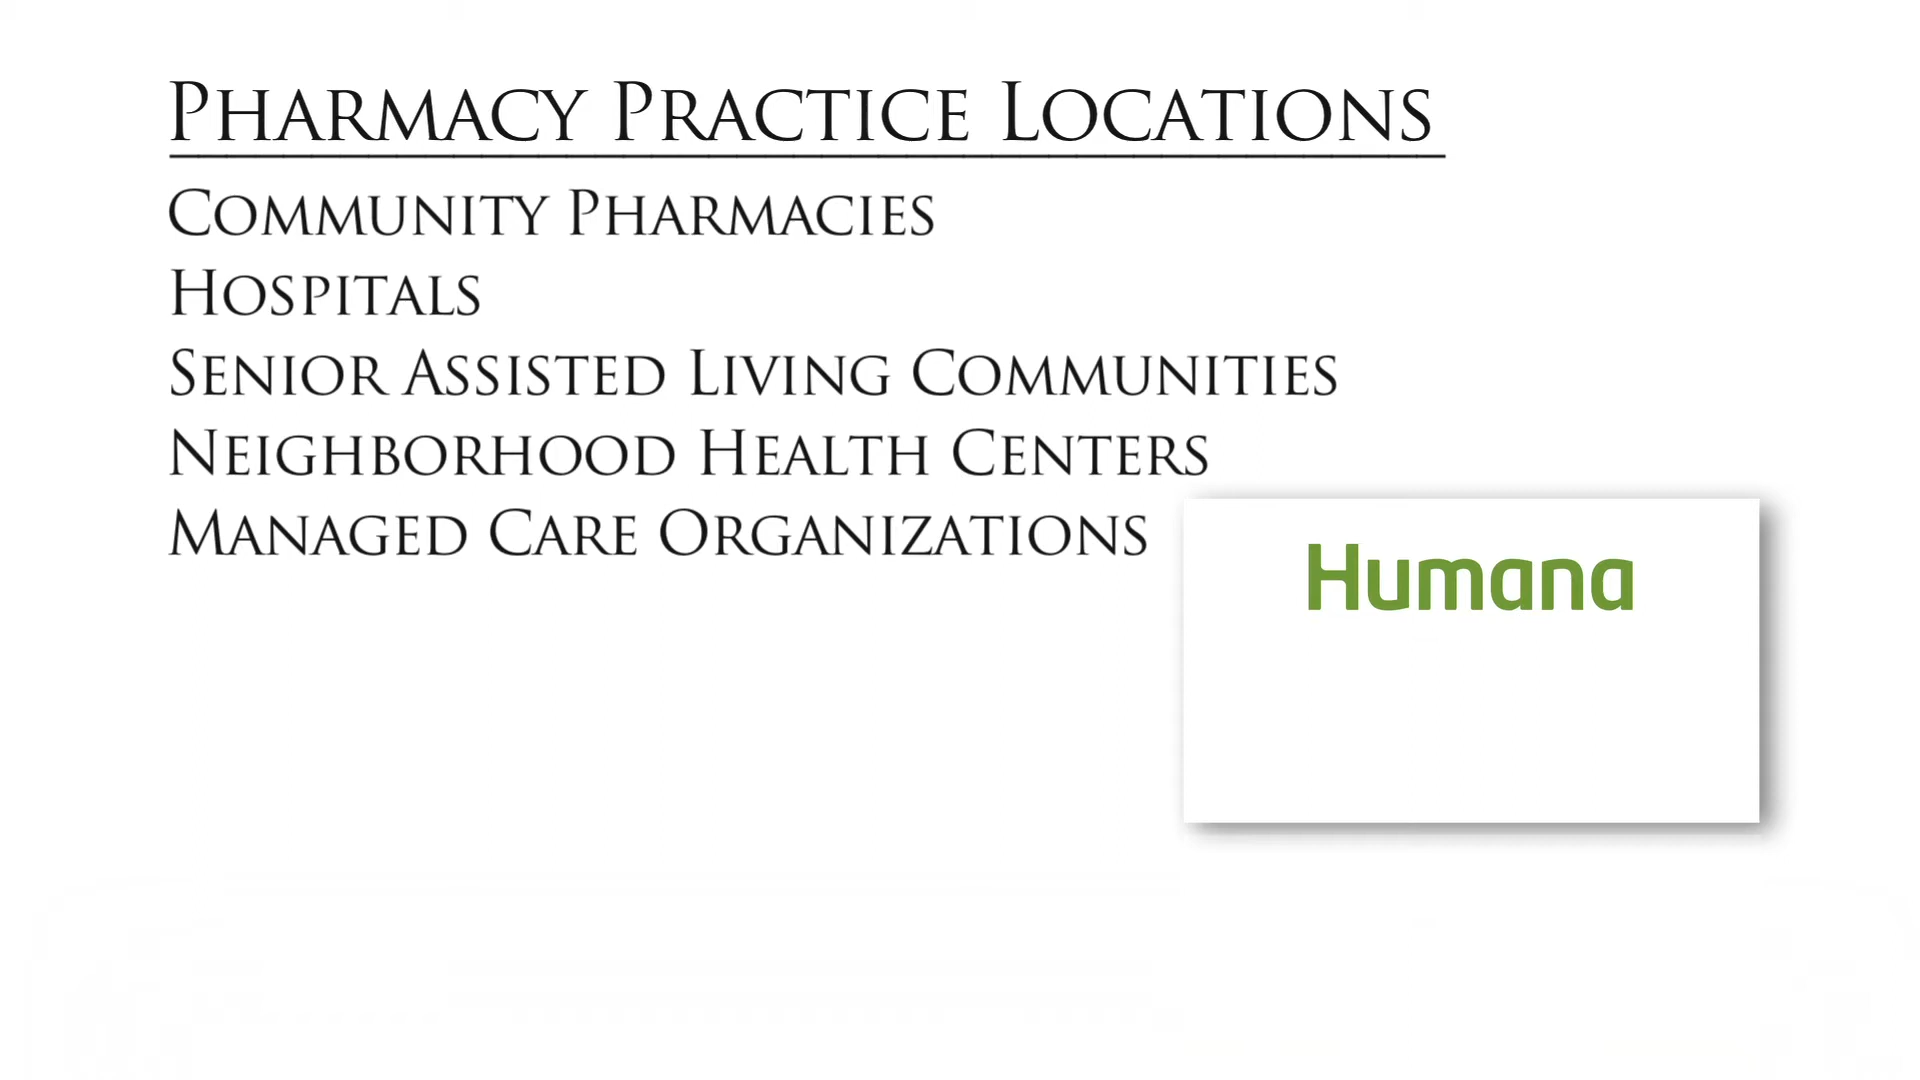 Pharmacy Practice Locations
Community Pharmacies
Hospitals
Senior Assisted Living Communities
Neighborhood Health Centers
Managed Care Organizations
Humana